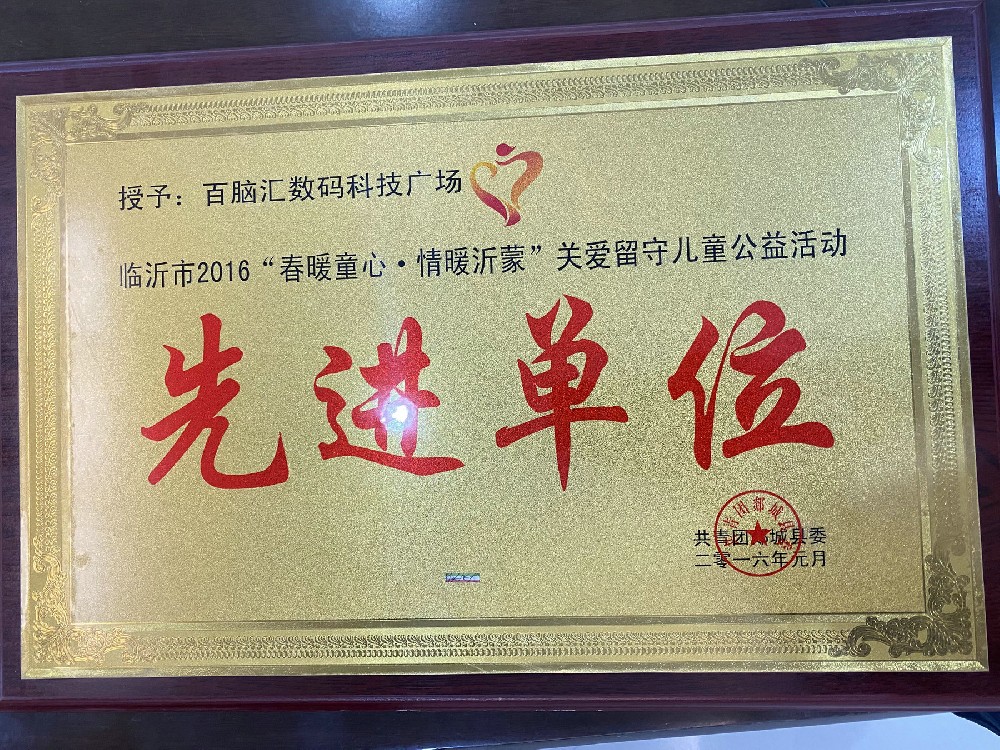 授予：百脑汇数码科技广场
临沂市2016“春暖童心·情暖沂蒙”关爱留守儿童公益活动
先进单位
共青团郯城县委
二零一六年元月